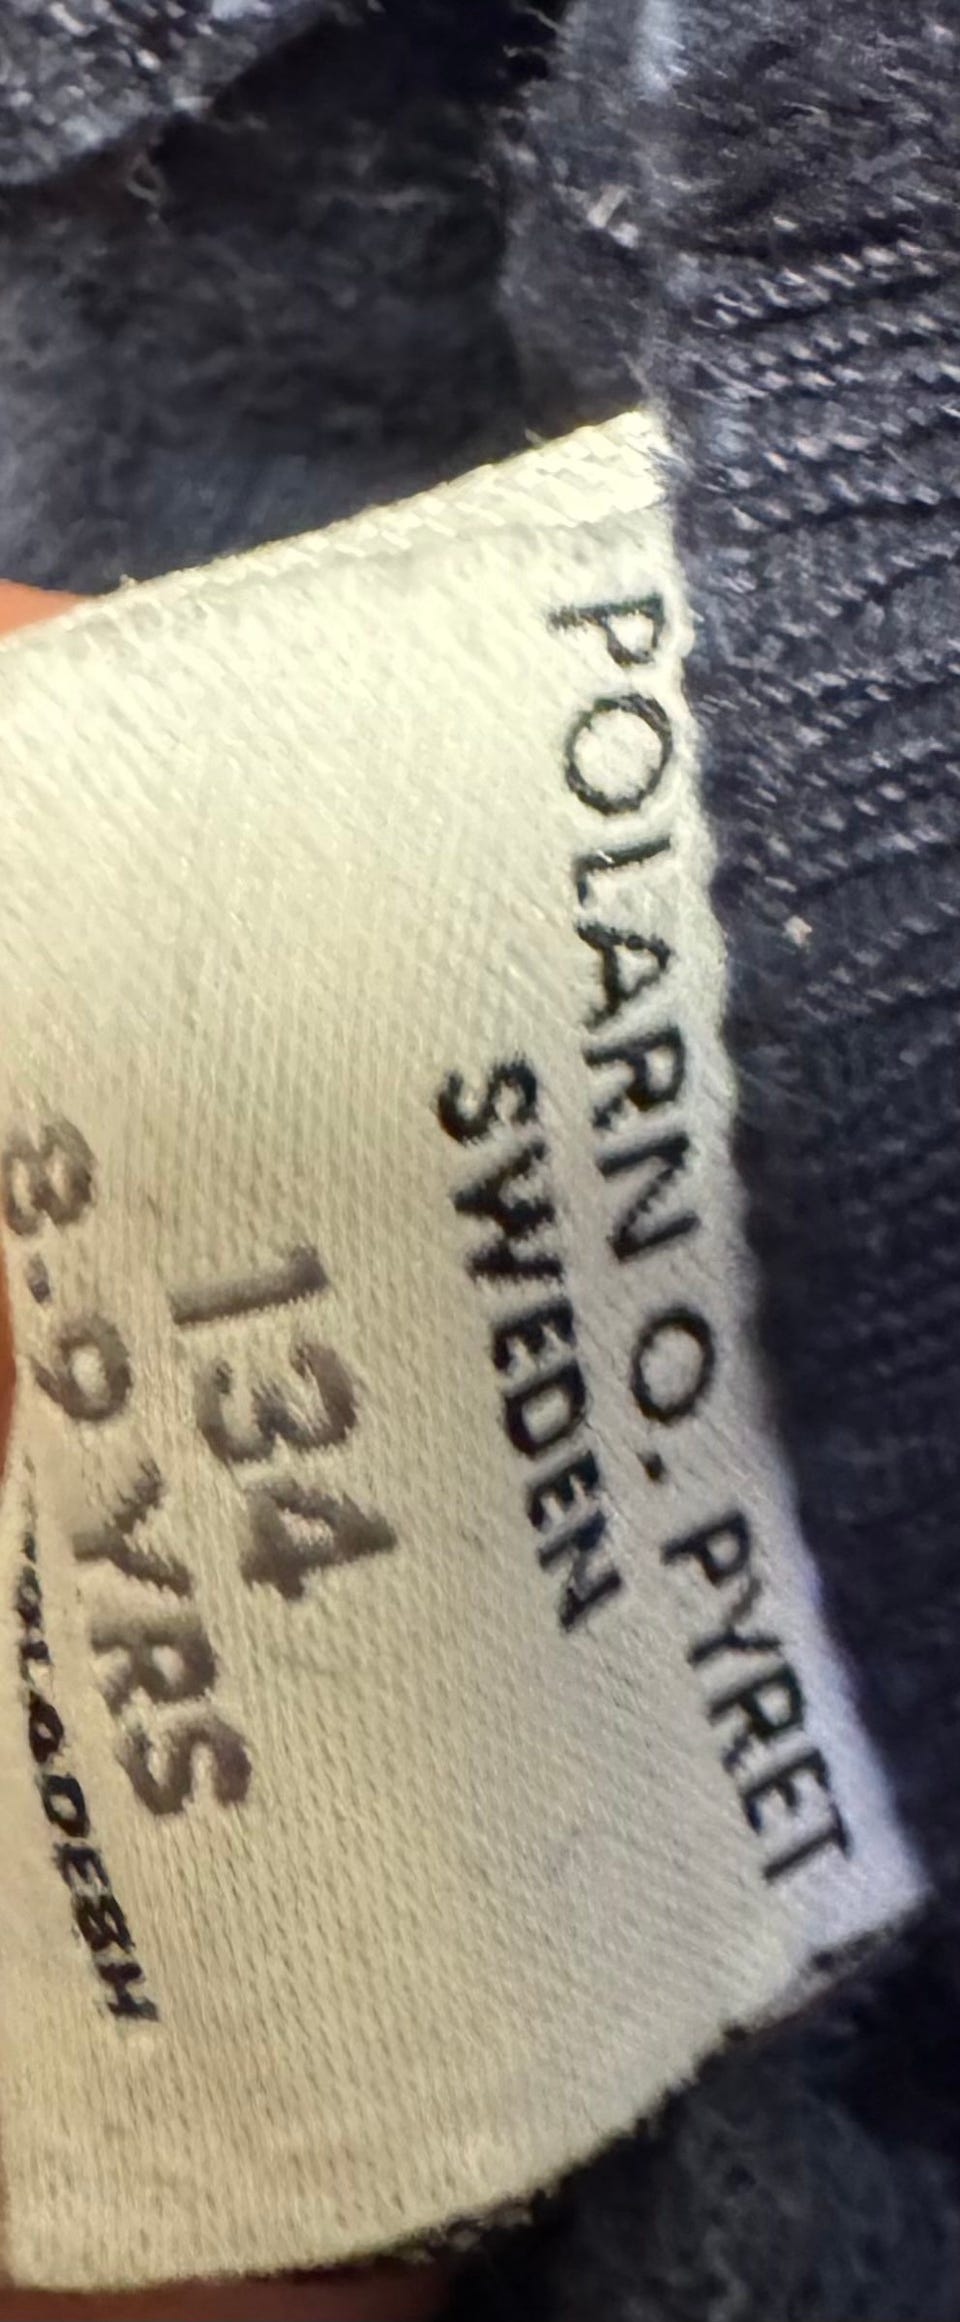 POLARN O. PYRET
SWEDEN
134
8-9 YRS